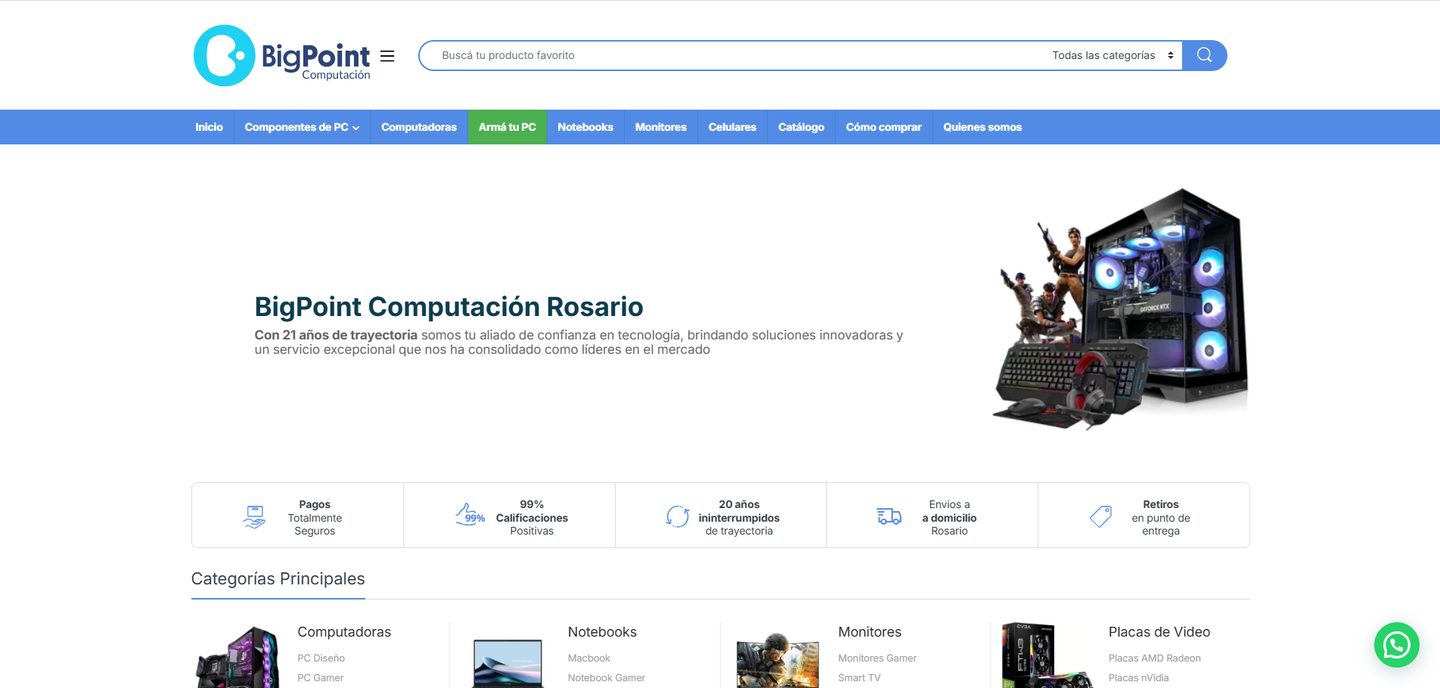 BigPoint
Computación
Buscá tu producto favorito
Todas las categorías
Inicio
Componentes de PC
Computadoras
Armá tu PC
Notebooks
Monitores
Celulares
Catálogo
Cómo comprar
Quienes somos
GEFORCE RTX
BigPoint Computación Rosario
Con 21 años de trayectoria somos tu aliado de confianza en tecnología, brindando soluciones innovadoras y
un servicio excepcional que nos ha consolidado como líderes en el mercado
Pagos
Totalmente
Seguros
99%
99%
Calificaciones
Positivas
20 años
ininterrumpidos
de trayectoria
Envios a
a domicilio
Rosario
Retiros
en punto de
entrega
Categorías Principales
Computadoras
PC Diseño
PC Gamer
Notebooks
Macbook
Notebook Gamer
Monitores
Monitores Gamer
Smart TV
EVGA
Placas de Video
Placas AMD Radeon
Placas nVidia